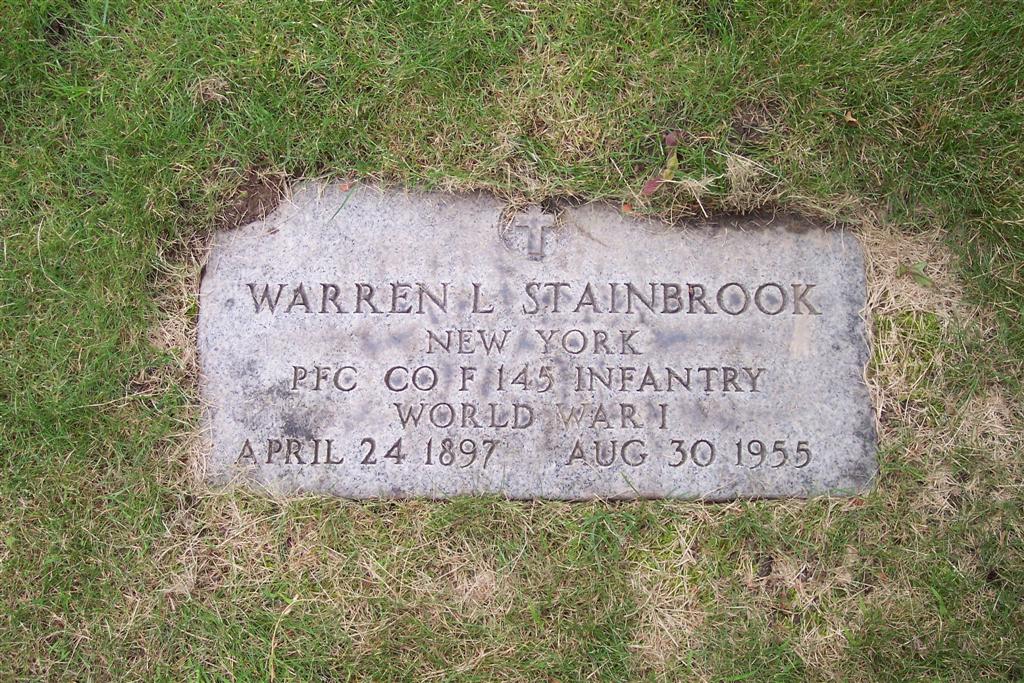 WARREN L STAINBROOK
NEW YORK
PFC CO F 145 INFANTRY
WORLD WAR I
APRIL 24 1897 AUG 30 1955